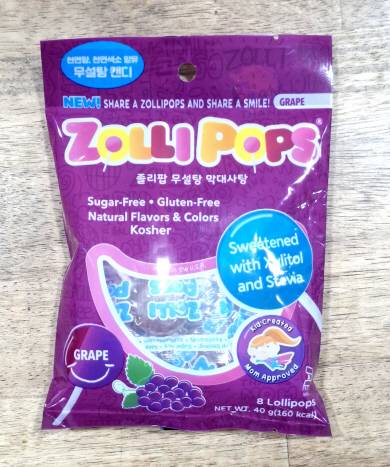 천연향, 천연색소 함유
무설탕 캔디
NEW! SHARE A ZOLLIPOPS AND SHARE A SMILE! GRAPE
ZOLLI POPS®
졸리팝 무설탕 막대사탕
Sugar-Free • Gluten-Free
Natural Flavors & Colors
Kosher
Sweetened
with Xylitol
and Stevia
GRAPE
Kid Created
Mom Approved
8 Lollipops
NET WT. 40 g (160 kcal)